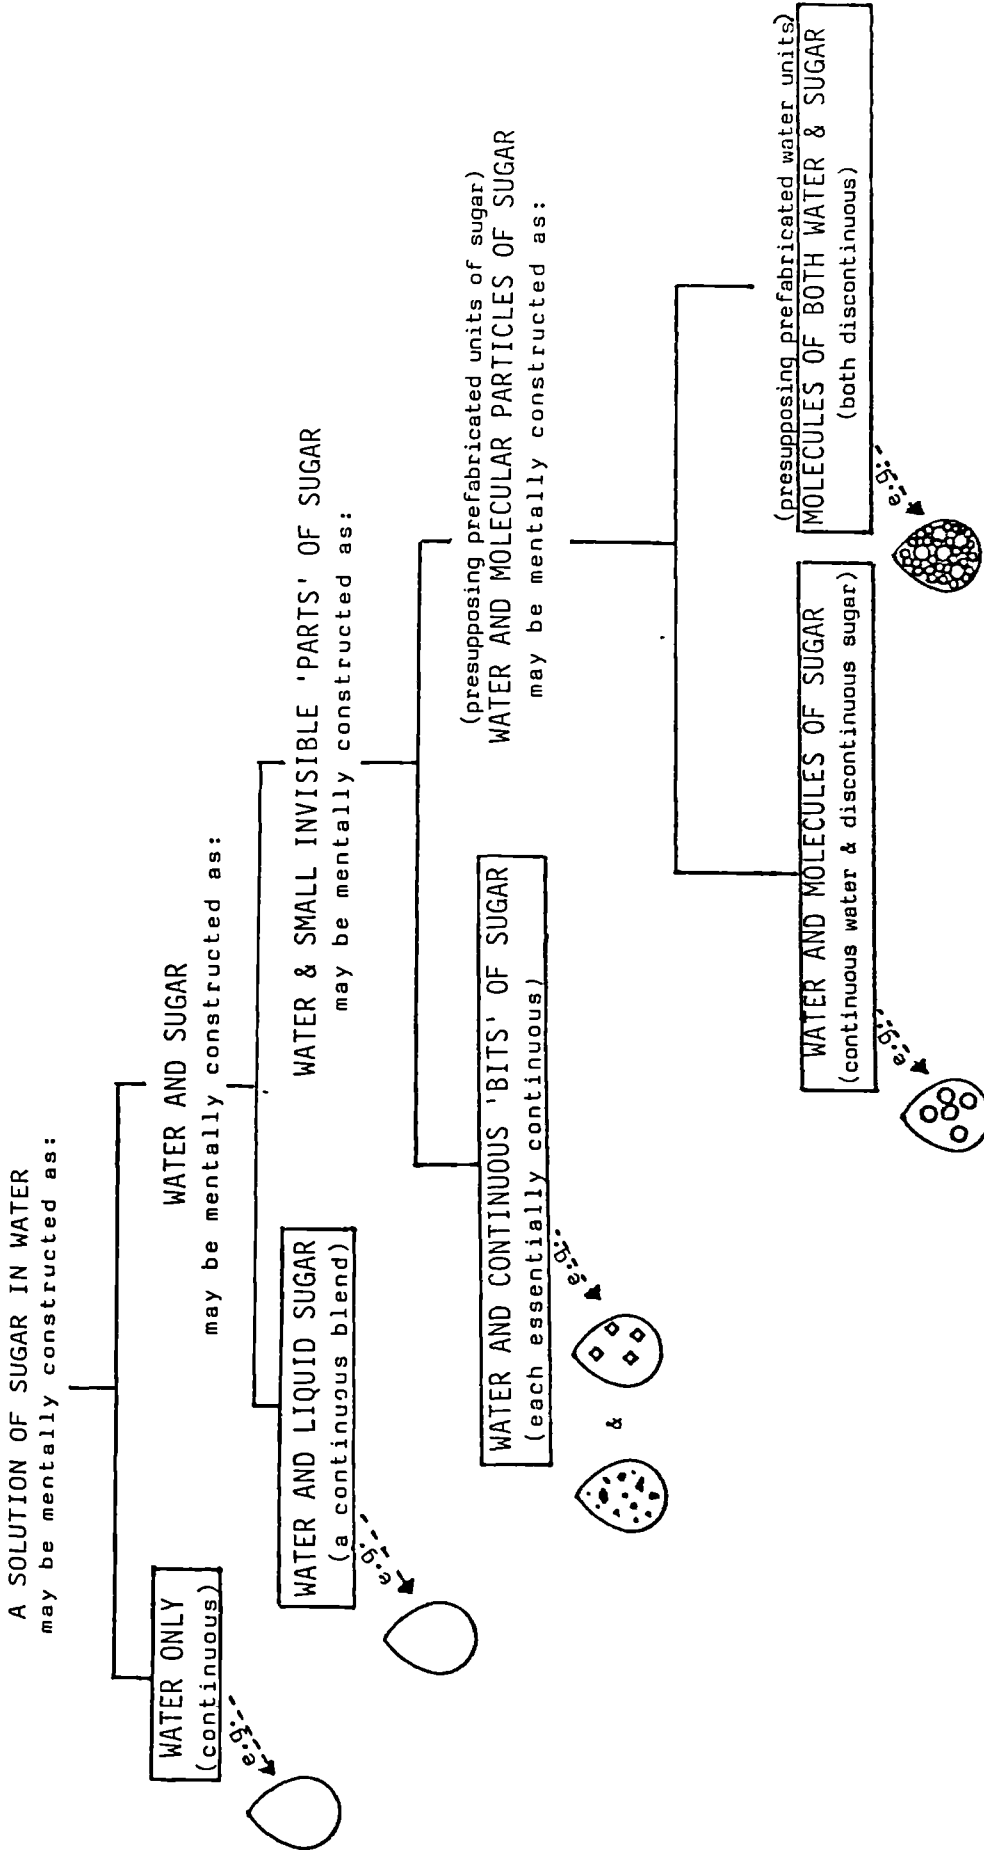 A SOLUTION OF SUGAR IN WATER
may be mentally constructed as:
WATER ONLY
(continuous)
e.g.
WATER AND SUGAR
may be mentally constructed as:
WATER AND LIQUID SUGAR
(a continuous blend)
e.g.
WATER & SMALL INVISIBLE 'PARTS' OF SUGAR
may be mentally constructed as:
WATER AND CONTINUOUS 'BITS' OF SUGAR
(each essentially continuous)
e.g.
&
(presupposing prefabricated units of sugar)
WATER AND MOLECULAR PARTICLES OF SUGAR
may be mentally constructed as:
WATER AND MOLECULES OF SUGAR
(continuous water & discontinuous sugar)
e.g.
(presupposing prefabricated water units)
MOLECULES OF BOTH WATER & SUGAR
(both discontinuous)
e.g.